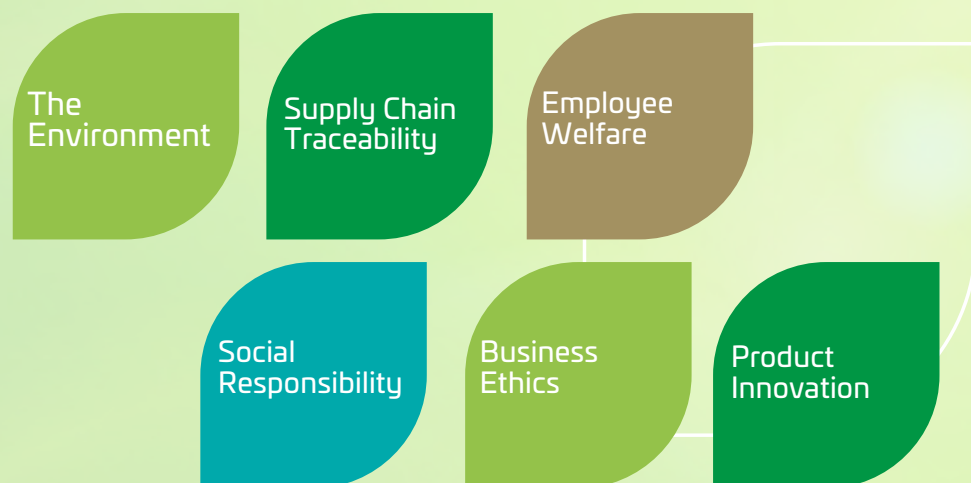 The
Environment
Supply Chain
Traceability
Employee
Welfare
Social
Responsibility
Business
Ethics
Product
Innovation